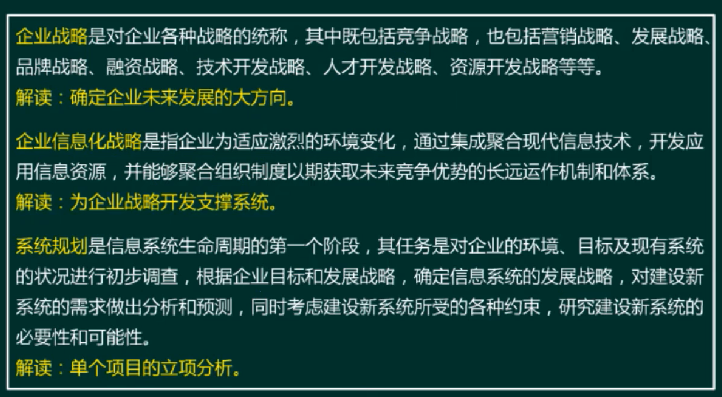 企业战略是对企业各种战略的统称，其中既包括竞争战略，也包括营销战略、发展战略、
品牌战略、融资战略、技术开发战略、人才开发战略、资源开发战略等等。
解读：确定企业未来发展的大方向。
企业信息化战略是指企业为适应激烈的环境变化，通过集成聚合现代信息技术，开发应
用信息资源，并能够聚合组织制度以期获取未来竞争优势的长远运作机制和体系。
解读：为企业战略开发支撑系统。
系统规划是信息系统生命周期的第一个阶段，其任务是对企业的环境、目标及现有系统
的状况进行初步调查，根据企业目标和发展战略，确定信息系统的发展战略，对建设新
系统的需求做出分析和预测，同时考虑建设新系统所受的各种约束，研究建设新系统的
必要性和可能性。
解读：单个项目的立项分析。